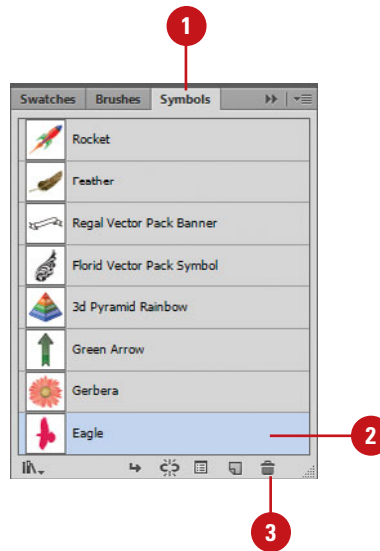 1
Swatches Brushes Symbols
Rocket
Feather
Regal Vector Pack Banner
Florid Vector Pack Symbol
3d Pyramid Rainbow
Green Arrow
Gerbera
Eagle
2
3